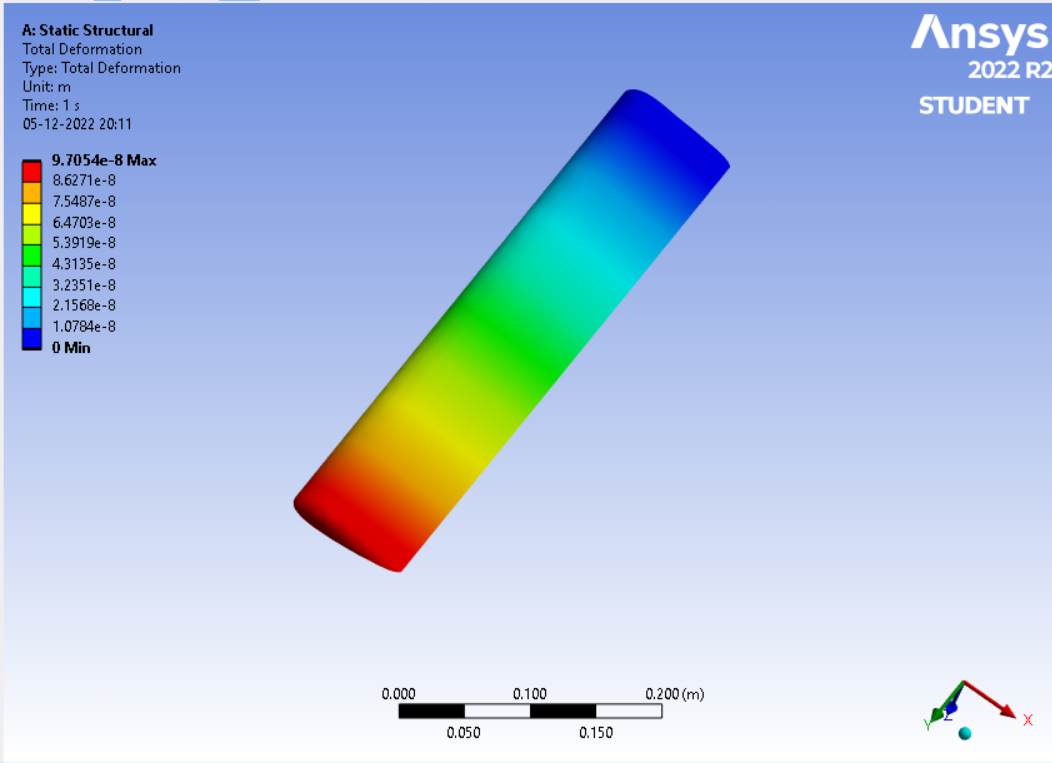 A: Static Structural
Total Deformation
Type: Total Deformation
Unit: m
Time: 1 s
05-12-2022 20:11
9.7054e-8 Max
8.6271e-8
7.5487e-8
6.4703e-8
5.3919e-8
4.3135e-8
3.2351e-8
2.1568e-8
1.0784e-8
0 Min
Ansys
2022 R2
STUDENT
0.000 0.100 0.200 (m)
0.050 0.150
Y Z X